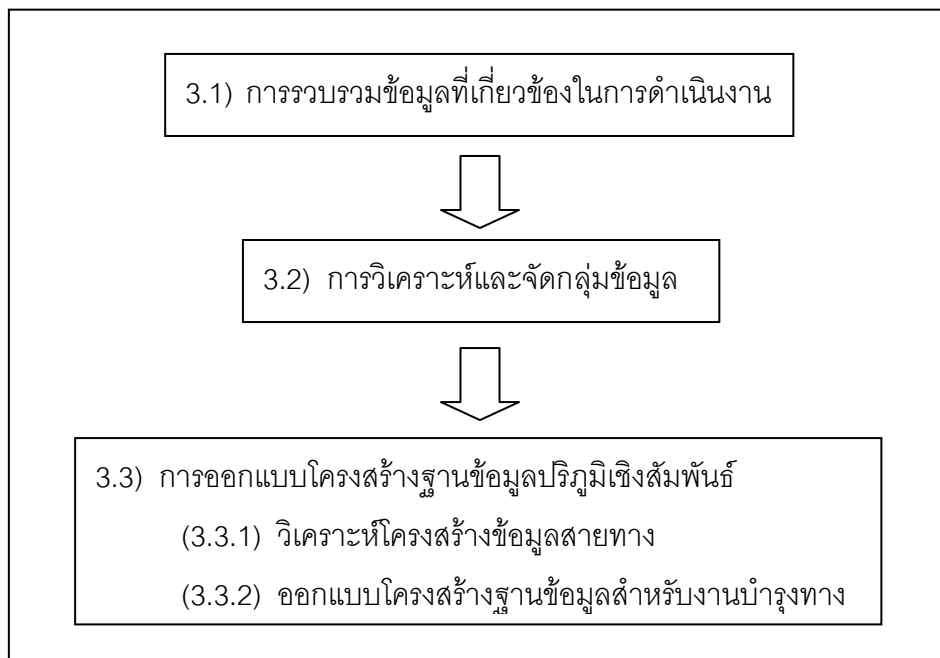 3.1) การรวบรวมข้อมูลที่เกี่ยวข้องในการดำเนินงาน
3.2) การวิเคราะห์และจัดกลุ่มข้อมูล
3.3) การออกแบบโครงสร้างฐานข้อมูลปริภูมิเชิงสัมพันธ์
(3.3.1) วิเคราะห์โครงสร้างข้อมูลสายทาง
(3.3.2) ออกแบบโครงสร้างฐานข้อมูลสำหรับงานบำรุงทาง